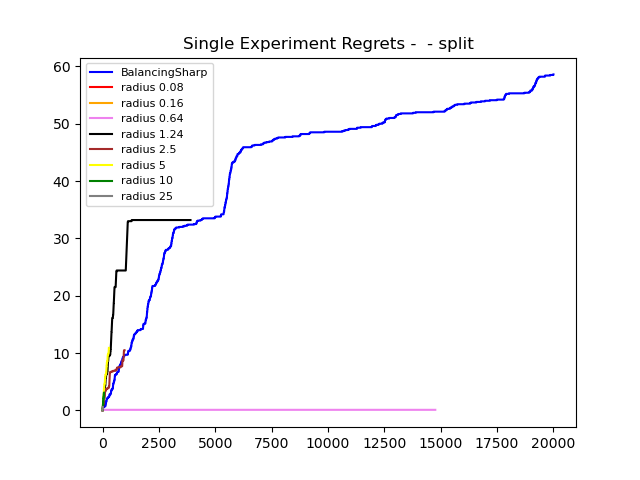 Single Experiment Regrets -  - split
BalancingSharp
radius 0.08
radius 0.16
radius 0.64
radius 1.24
radius 2.5
radius 5
radius 10
radius 25
60
50
40
30
20
10
0
0 2500 5000 7500 10000 12500 15000 17500 20000